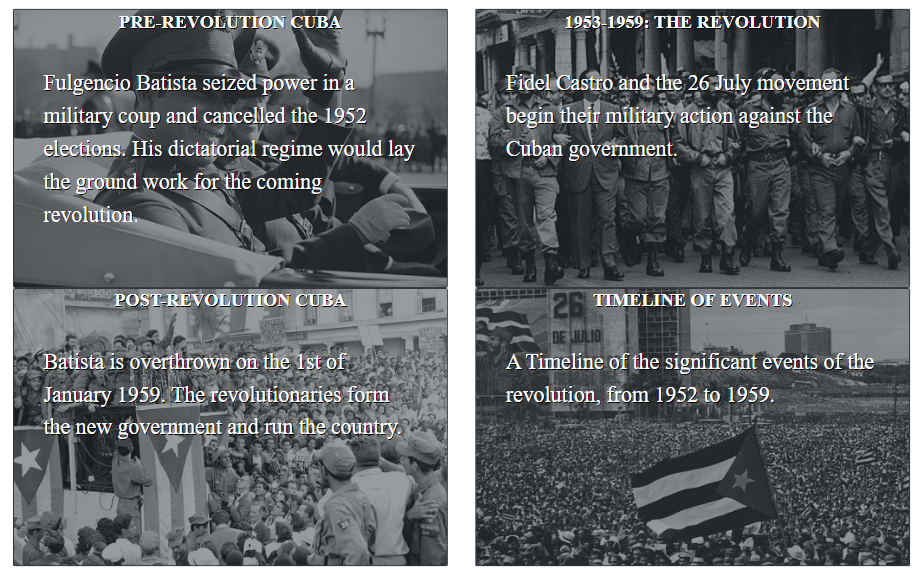 PRE-REVOLUTION CUBA
Fulgencio Batista seized power in a
military coup and cancelled the 1952
elections. His dictatorial regime would lay
the ground work for the coming
revolution.
1953-1959: THE REVOLUTION
Fidel Castro and the 26 July movement
begin their military action against the
Cuban government.
POST-REVOLUTION CUBA
Batista is overthrown on the 1st of
January 1959. The revolutionaries form
the new government and run the country.
TIMELINE OF EVENTS
26
DE JULIO
A Timeline of the significant events of the
revolution, from 1952 to 1959.